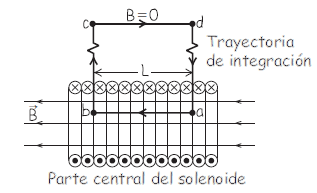 c B=0 d
Trayectoria
de integración
L
B⃗
b a
Parte central del solenoide